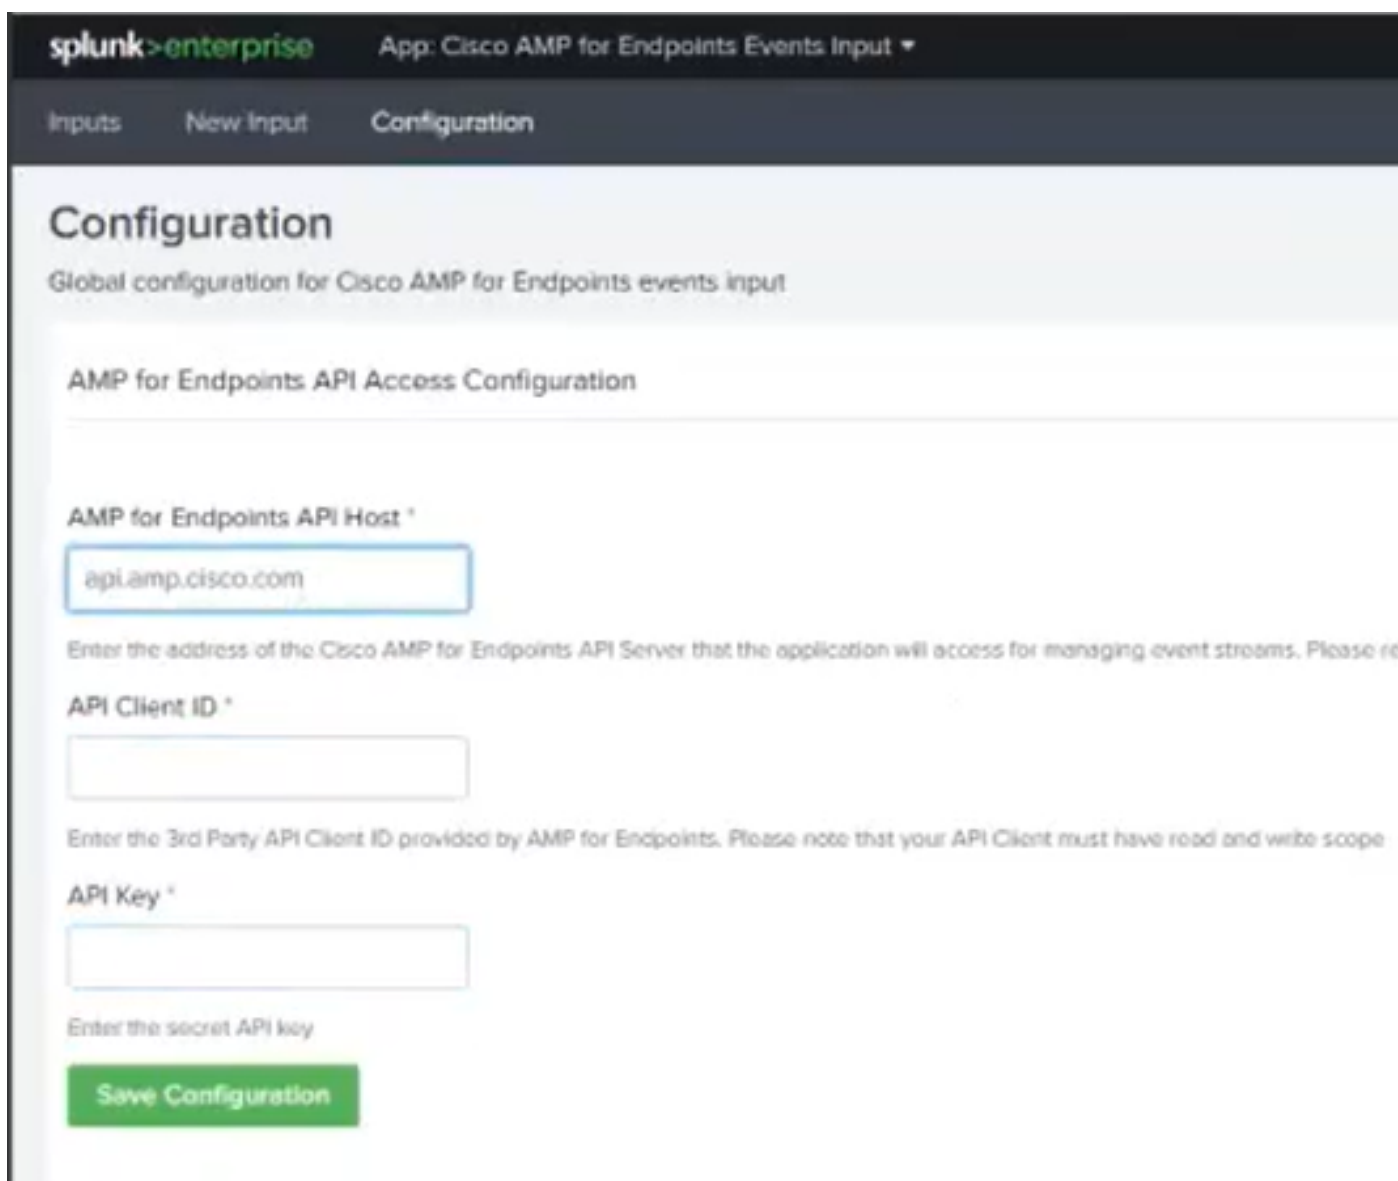 splunk>enterprise App: Cisco AMP for Endpoints Events Input
Inputs New Input Configuration
Configuration
Global configuration for Cisco AMP for Endpoints events input
AMP for Endpoints API Access Configuration
AMP for Endpoints API Host *
api.amp.cisco.com
Enter the address of the Cisco AMP for Endpoints API Server that the application will access for managing event streams. Please re
API Client ID *
Enter the 3rd Party API Client ID provided by AMP for Endpoints. Please note that your API Client must have read and write scope
API Key *
Enter the secret API key
Save Configuration